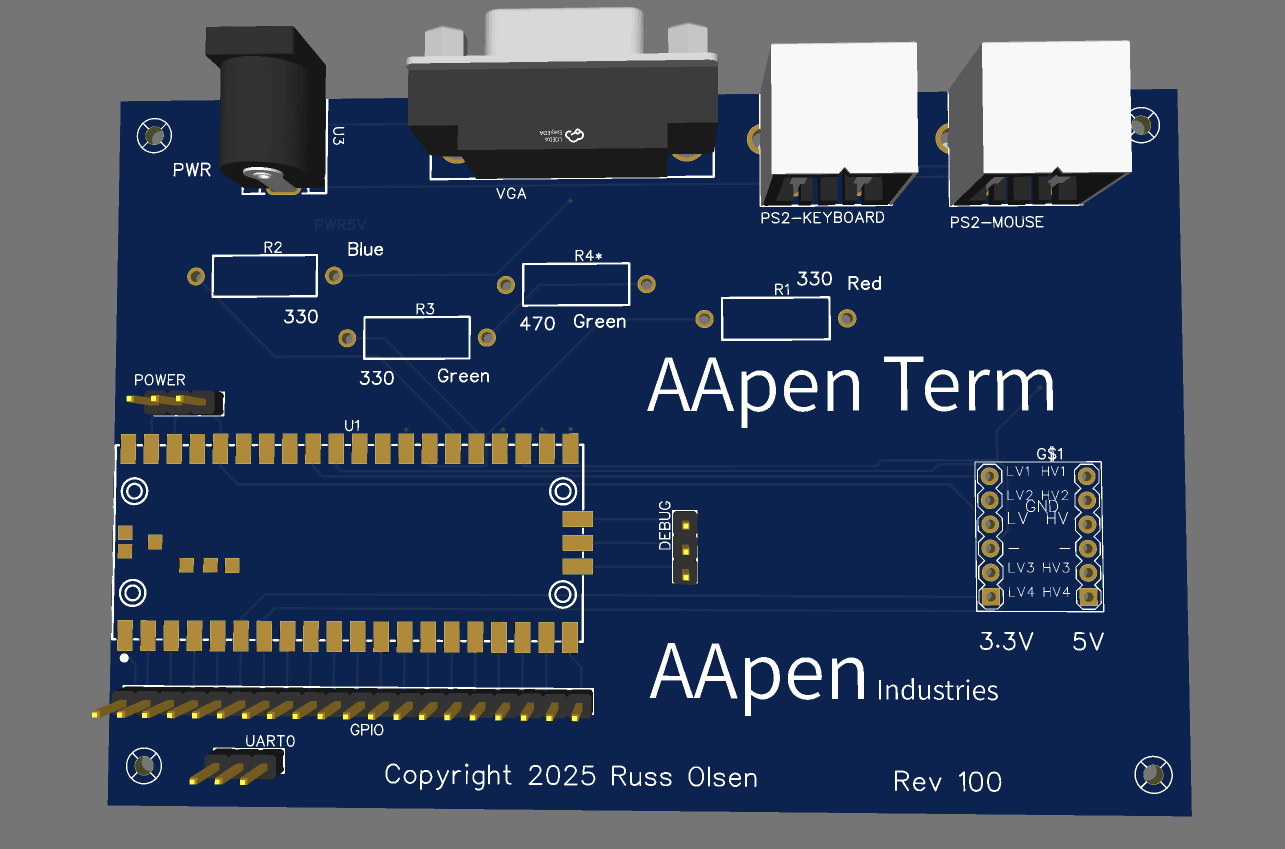 U3
PWR
VGA
PS2-KEYBOARD
PS2-MOUSE
PWR5V
R2
Blue
330
R4*
470
Green
R1
330
Red
R3
330
Green
AApen Term
POWER
U1
G$1
LV1 HV1
LV2 HV2
GND
LV HV
- -
LV3 HV3
LV4 HV4
3.3V 5V
DEBUG
AApen Industries
GPIO
UART0
Copyright 2025 Russ Olsen
Rev 100